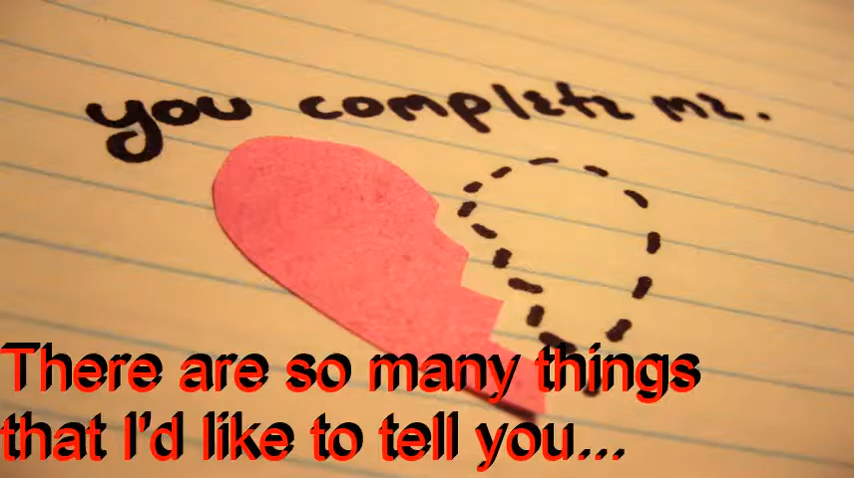 you complete me.
There are so many things
that I'd like to tell you...